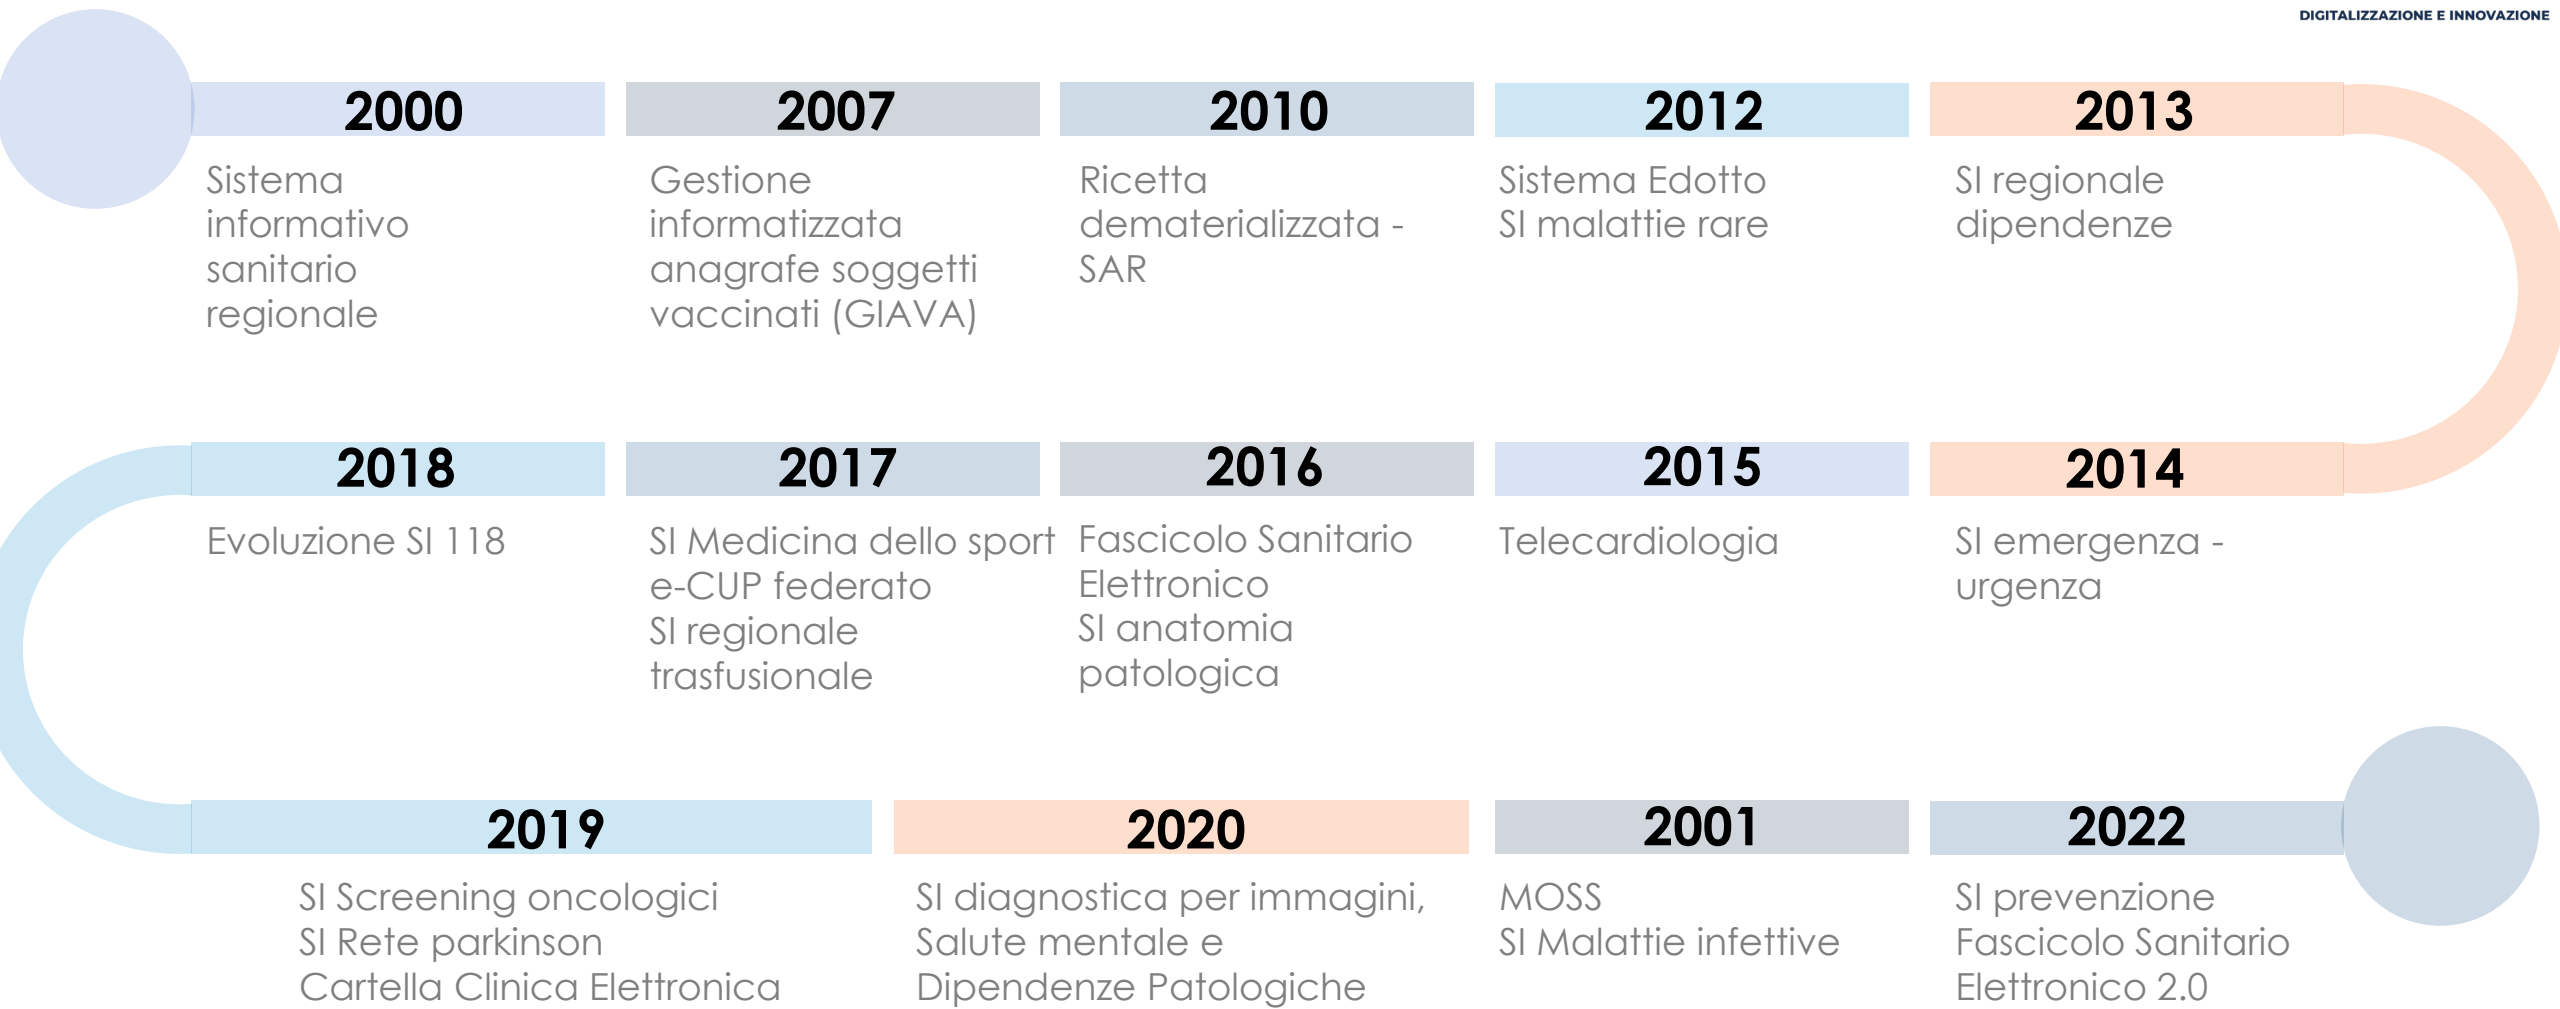 DIGITALIZZAZIONE E INNOVAZIONE
2000
Sistema
informativo
sanitario
regionale
2007
Gestione
informatizzata
anagrafe soggetti
vaccinati (GIAVA)
2010
Ricetta
dematerializzata -
SAR
2012
Sistema Edotto
SI malattie rare
2013
SI regionale
dipendenze
2014
SI emergenza -
urgenza
2015
Telecardiologia
2016
Fascicolo Sanitario
Elettronico
SI anatomia
patologica
2017
SI Medicina dello sport
e-CUP federato
SI regionale
trasfusionale
2018
Evoluzione SI 118
2019
SI Screening oncologici
SI Rete parkinson
Cartella Clinica Elettronica
2020
SI diagnostica per immagini,
Salute mentale e
Dipendenze Patologiche
2001
MOSS
SI Malattie infettive
2022
SI prevenzione
Fascicolo Sanitario
Elettronico 2.0